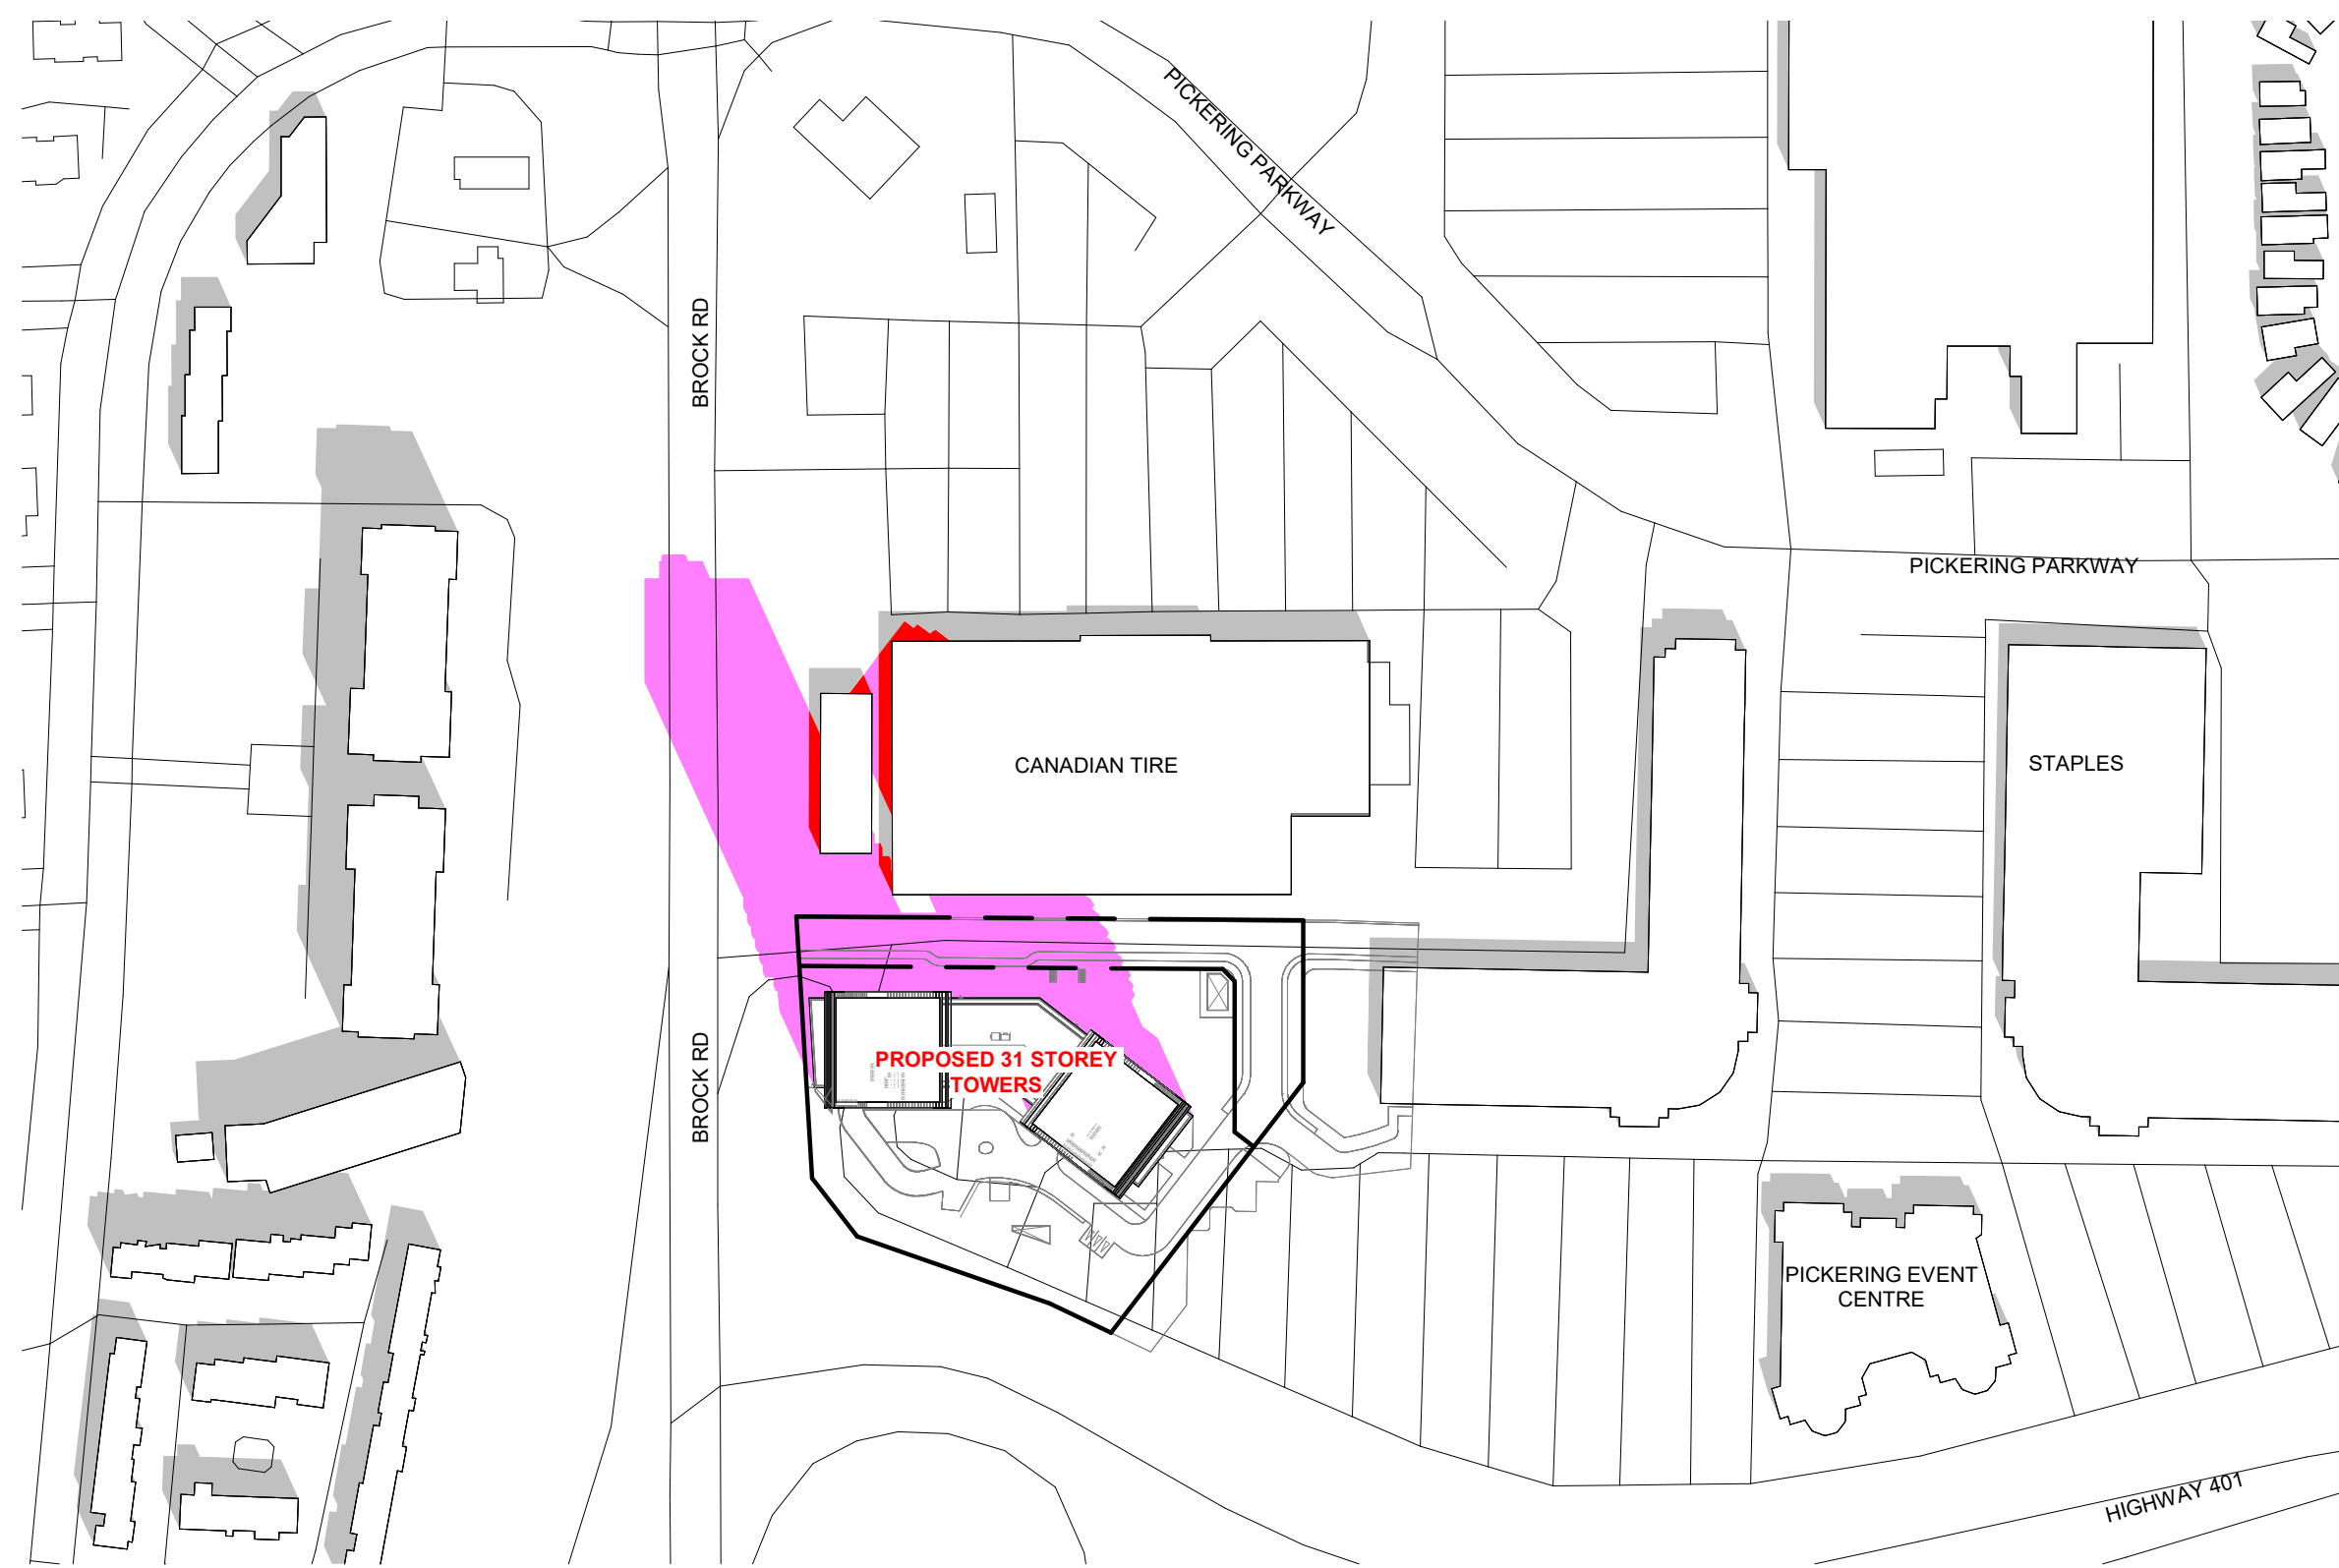 PICKERING PARKWAY
BROCK RD
PICKERING PARKWAY
CANADIAN TIRE
STAPLES
PROPOSED 31 STOREY
TOWERS
BROCK RD
PICKERING EVENT
CENTRE
HIGHWAY 401